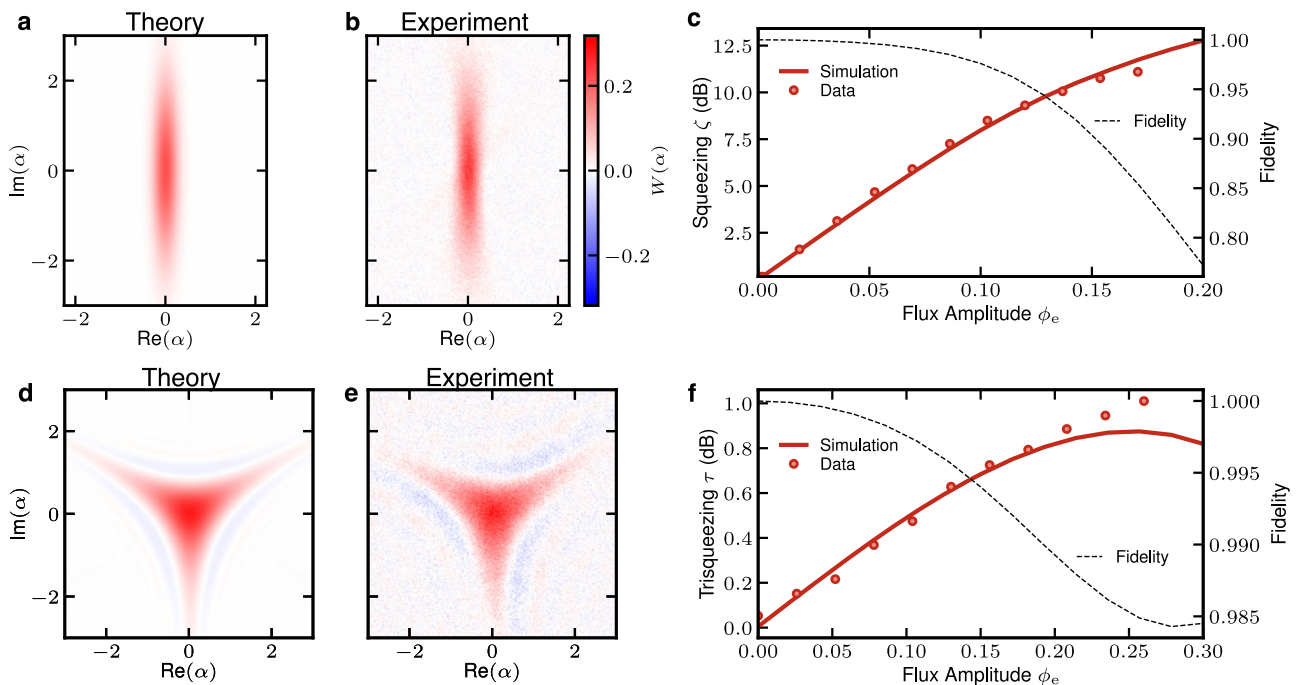 a
Theory
2
0
−2
Im(α)
−2
0
2
Re(α)
b
Experiment
−2
0
2
Re(α)
0.2
0.0
−0.2
W(α)
c
12.5
10.0
7.5
5.0
2.5
Squeezing ζ (dB)
Simulation
Data
Fidelity
1.00
0.95
0.90
0.85
0.80
Fidelity
0.00
0.05
0.10
0.15
0.20
Flux Amplitude ϕe
d
Theory
2
0
−2
Im(α)
−2
0
2
Re(α)
e
Experiment
−2
0
2
Re(α)
f
1.0
0.8
0.6
0.4
0.2
0.0
Trisqueezing τ (dB)
Simulation
Data
Fidelity
1.000
0.995
0.990
0.985
Fidelity
0.00
0.05
0.10
0.15
0.20
0.25
0.30
Flux Amplitude ϕe